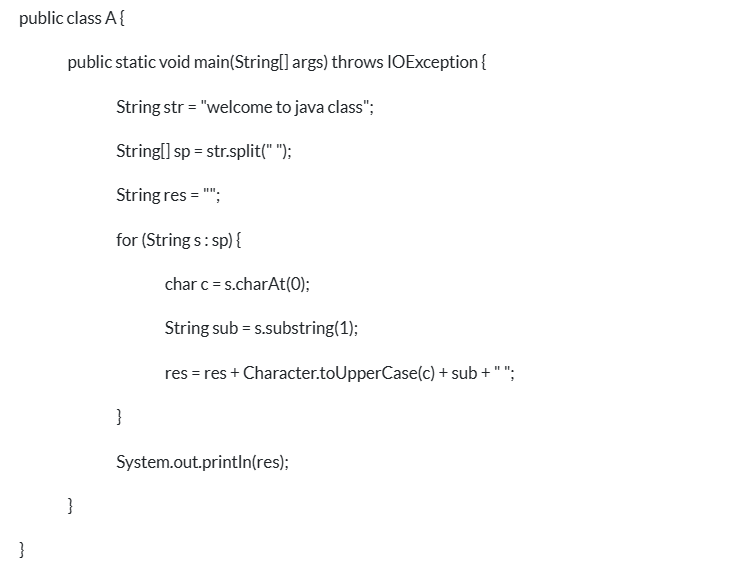 public class A {
public static void main(String[] args) throws IOException {
String str = "welcome to java class";
String[] sp = str.split(" ");
String res = "";
for (String s : sp) {
char c = s.charAt(0);
String sub = s.substring(1);
res = res + Character.toUpperCase(c) + sub + " ";
}
System.out.println(res);
}
}